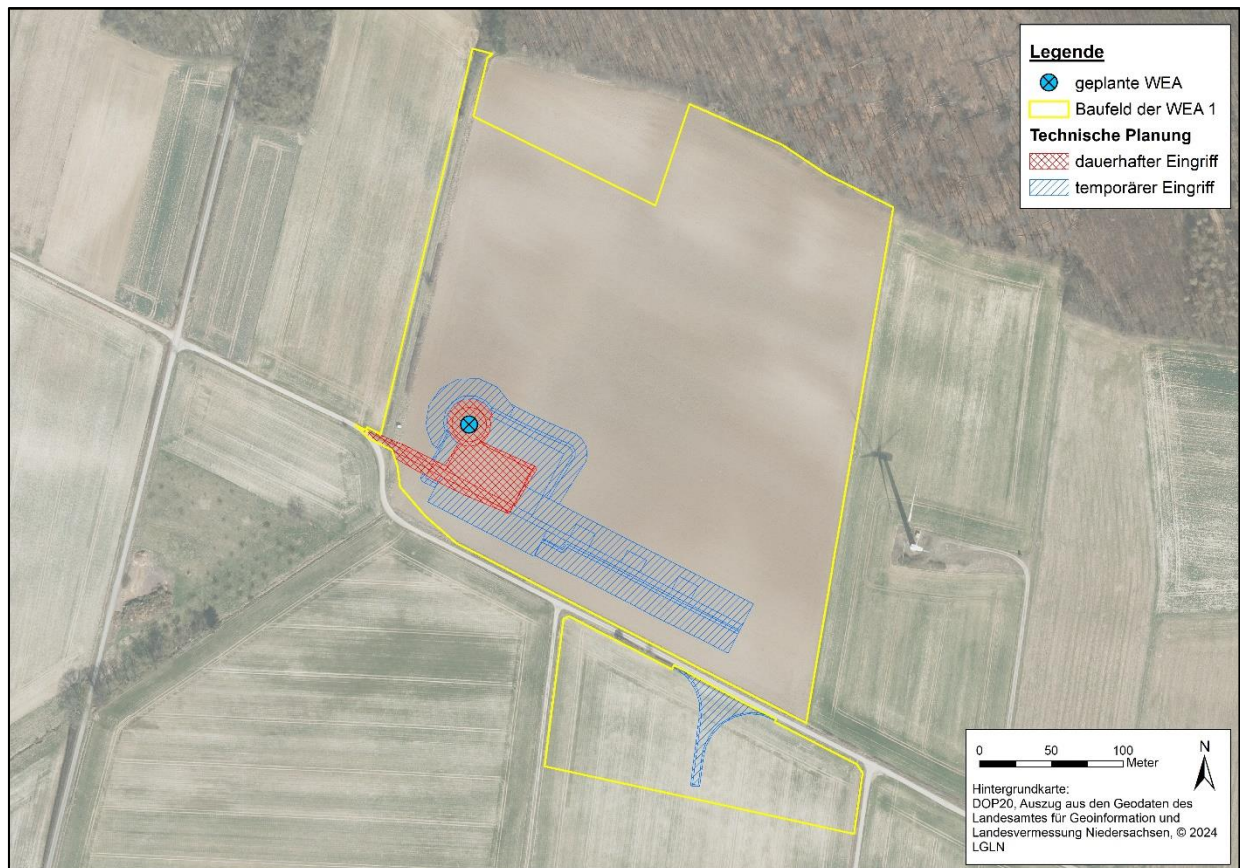 Legende
geplante WEA
Baufeld der WEA 1
Technische Planung
dauerhafter Eingriff
temporärer Eingriff
0 50 100
Meter
N
Hintergrundkarte:
DOP20, Auszug aus den Geodaten des
Landesamtes für Geoinformation und
Landesvermessung Niedersachsen, © 2024
LGLN